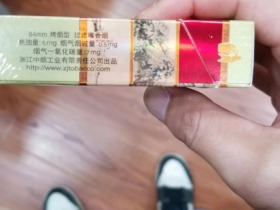 84mm 烤烟型 过滤嘴香烟
焦油量:6mg 烟气烟碱量:0.5mg
烟气一氧化碳量:7mg
浙江中烟工业有限责任公司出品
www.zjtobacco.com